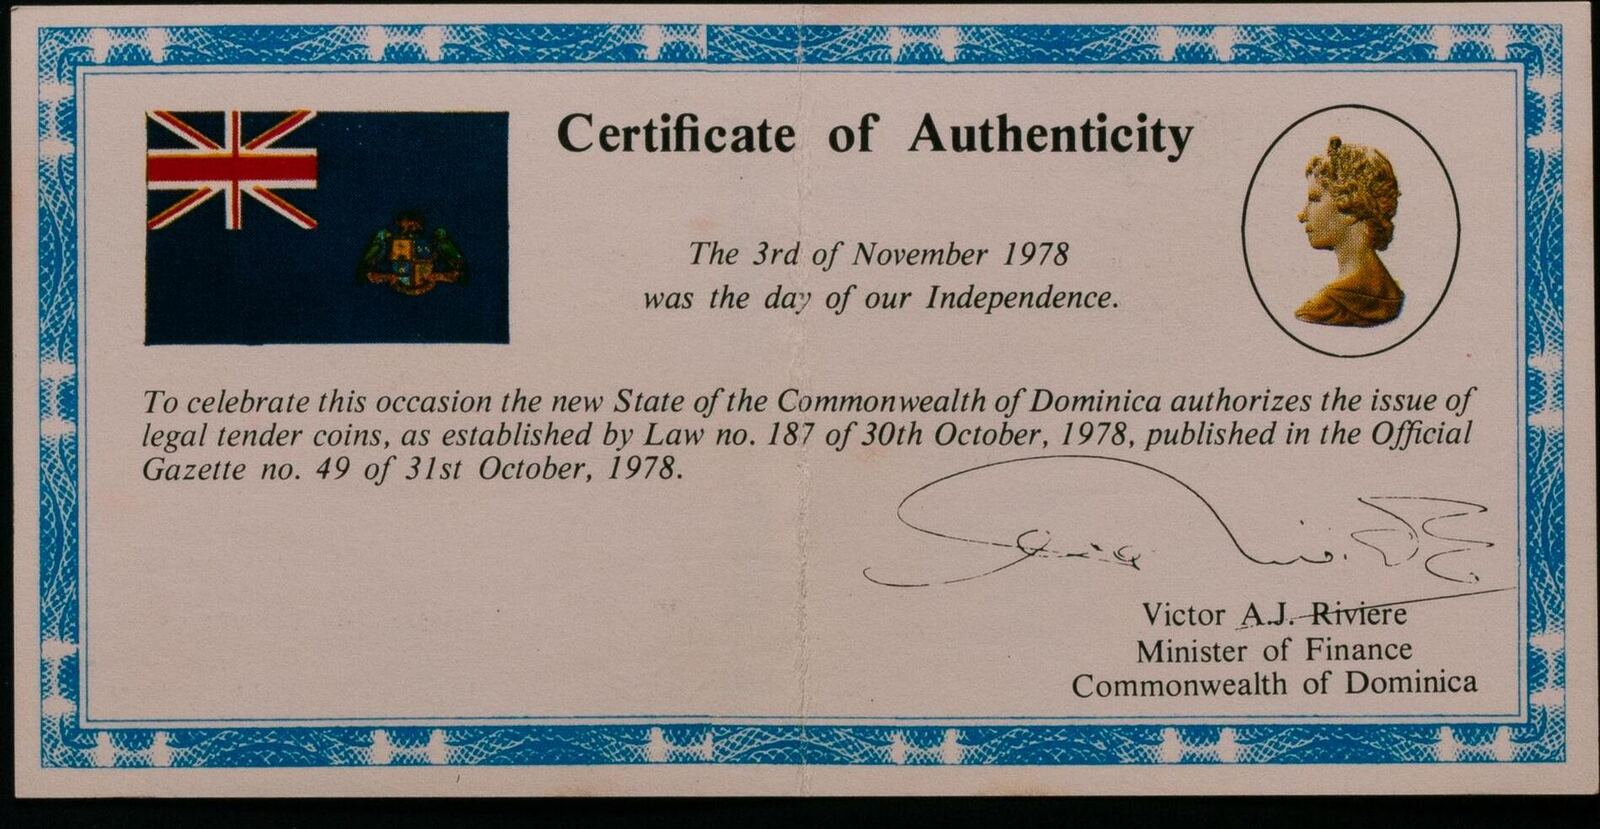 Certificate of Authenticity
The 3rd of November 1978
was the day of our Independence.
To celebrate this occasion the new State of the Commonwealth of Dominica authorizes the issue of
legal tender coins, as established by Law no. 187 of 30th October, 1978, published in the Official
Gazette no. 49 of 31st October, 1978.
Victor A.J. Riviere
Minister of Finance
Commonwealth of Dominica